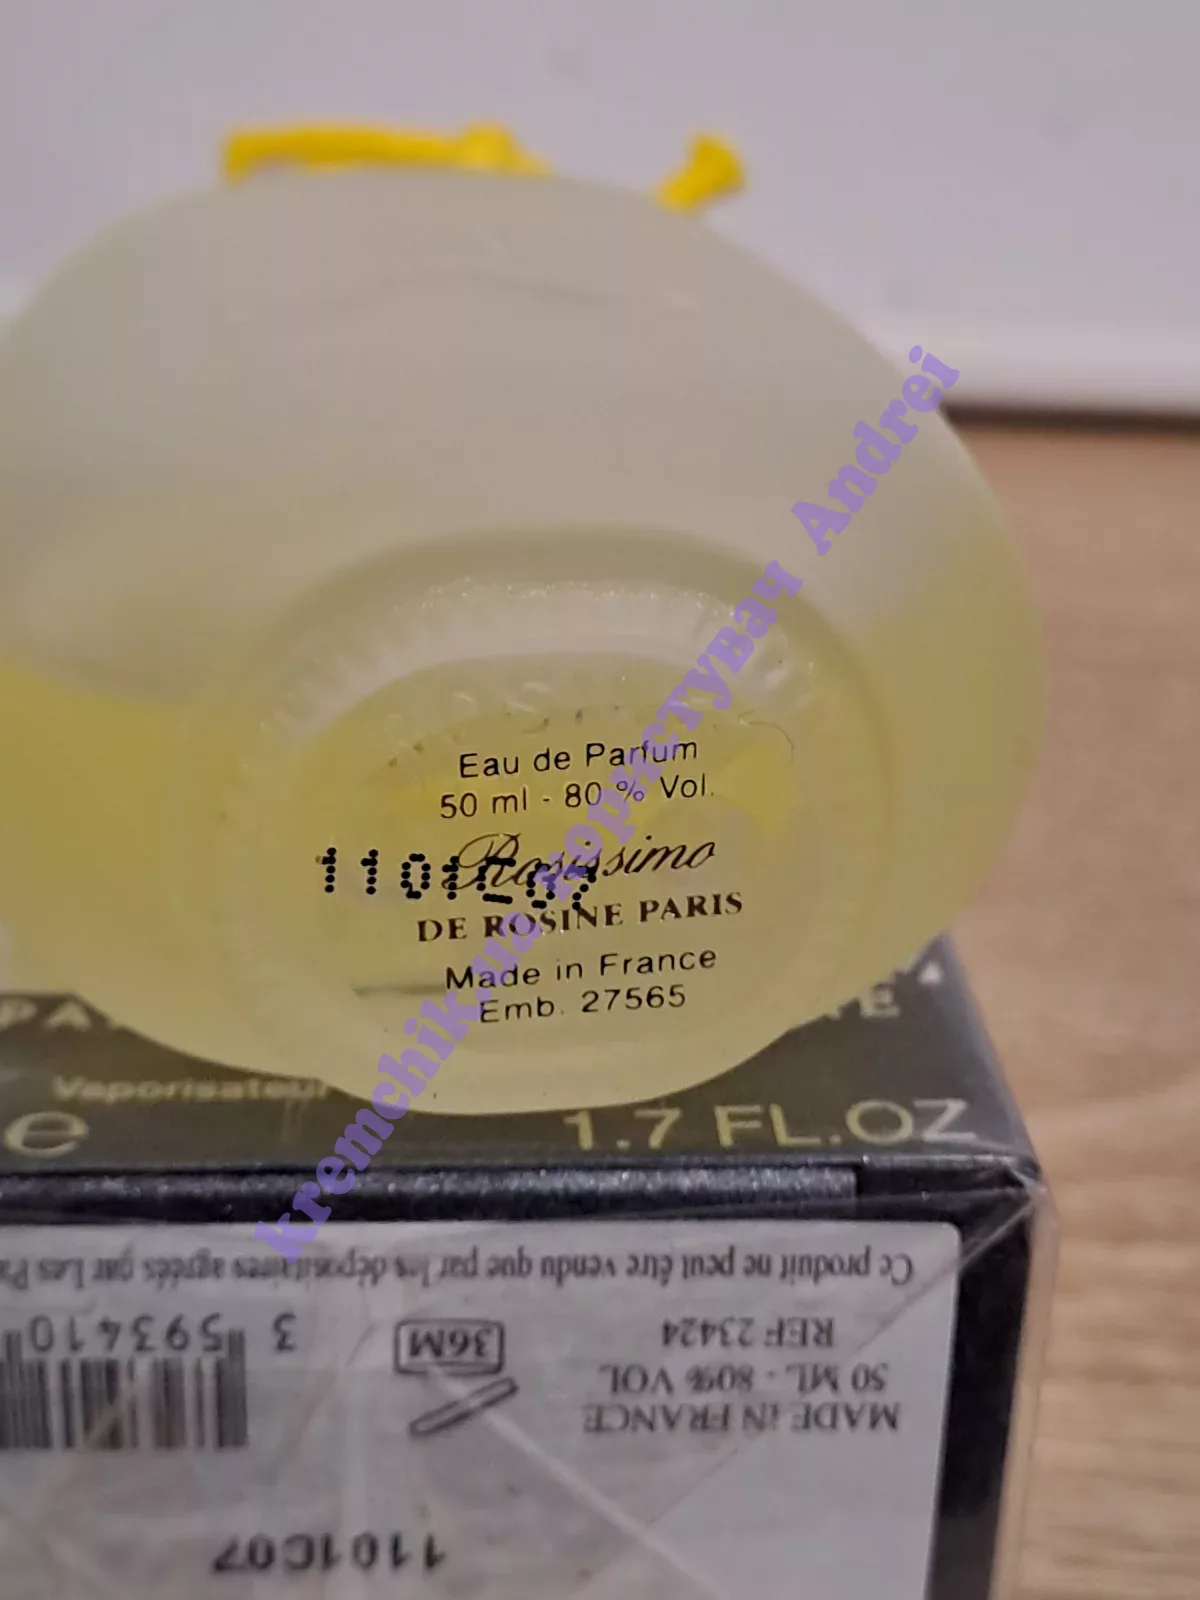 Eau de Parfum
50 ml - 80 % Vol.
Rosissimo
1101C07
DE ROSINE PARIS
Made in France
Emb. 27565
Vaporisateur
e
1.7 FL.OZ
Ce produit ne peut être vendu que par les dépositaires agréés par Les
3 593410
36M
REF 23424
50 ML - 80% VOL
MADE IN FRANCE
1101C07
kremchik.ua користувач Andrei